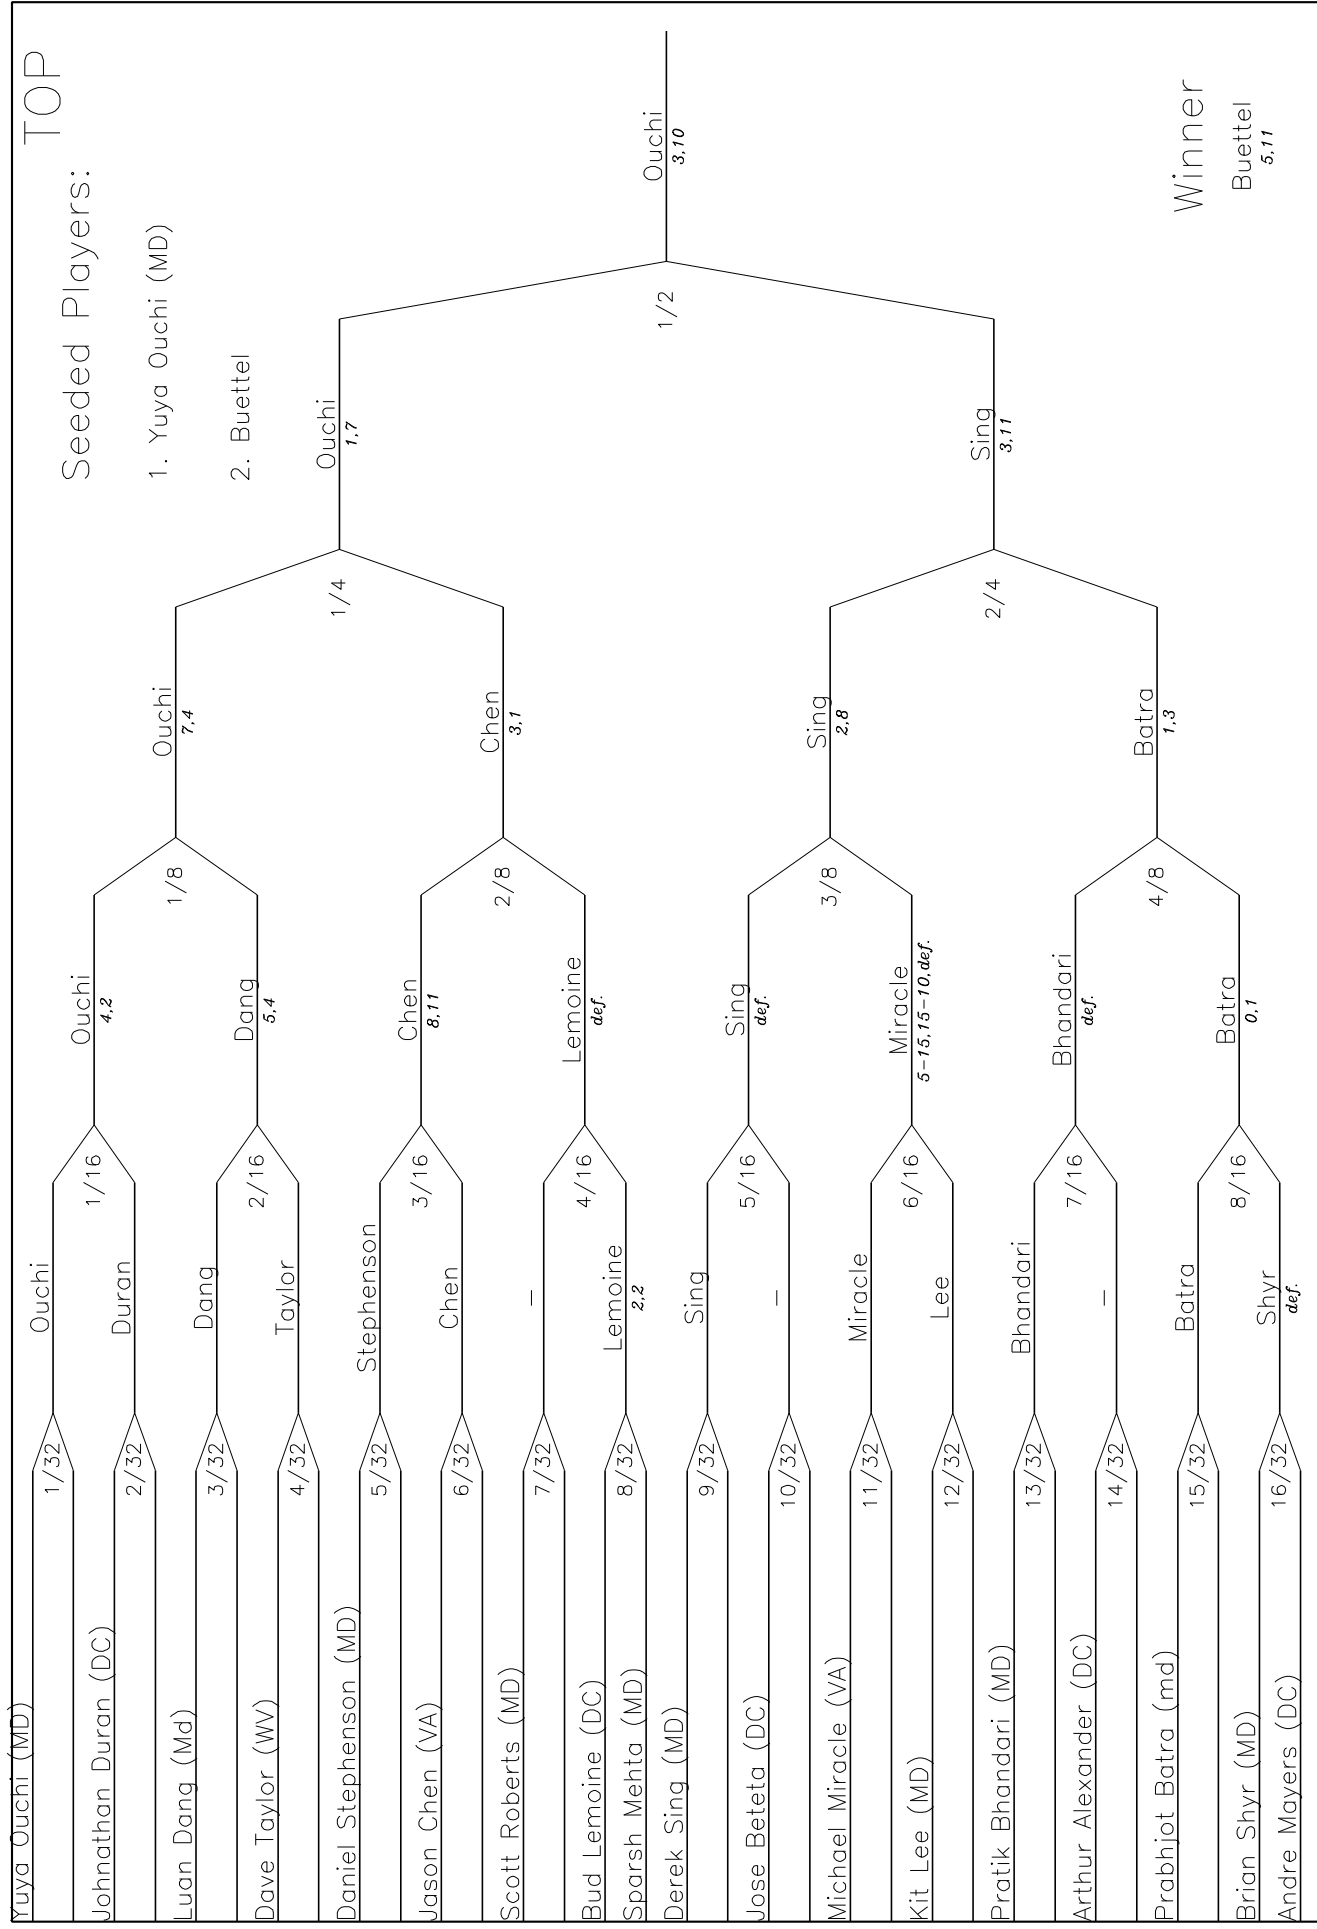 TOP
Seeded Players:
1. Yuya Ouchi (MD)
2. Buettel
Yuya Ouchi (MD)
Johnathan Duran (DC)
Luan Dang (Md)
Dave Taylor (WV)
Daniel Stephenson (MD)
Jason Chen (VA)
Scott Roberts (MD)
Bud Lemoine (DC)
Sparsh Mehta (MD)
Derek Sing (MD)
Jose Beteta (DC)
Michael Miracle (VA)
Kit Lee (MD)
Pratik Bhandari (MD)
Arthur Alexander (DC)
Prabhjot Batra (md)
Brian Shyr (MD)
Andre Mayers (DC)
1/32
2/32
3/32
4/32
5/32
6/32
7/32
8/32
9/32
10/32
11/32
12/32
13/32
14/32
15/32
16/32
Ouchi
Duran
Dang
Taylor
Stephenson
Chen
–
Lemoine
2,2
Sing
–
Miracle
Lee
Bhandari
–
Batra
Shyr
def.
1/16
2/16
3/16
4/16
5/16
6/16
7/16
8/16
Ouchi
4,2
Dang
5,4
Chen
8,11
Lemoine
def.
Sing
def.
Miracle
5-15,15-10,def.
Bhandari
def.
Batra
0,1
1/8
2/8
3/8
4/8
Ouchi
7,4
Chen
3,1
Sing
2,8
Batra
1,3
1/4
2/4
Ouchi
1,7
Sing
3,11
1/2
Ouchi
3,10
Winner
Buettel
5,11